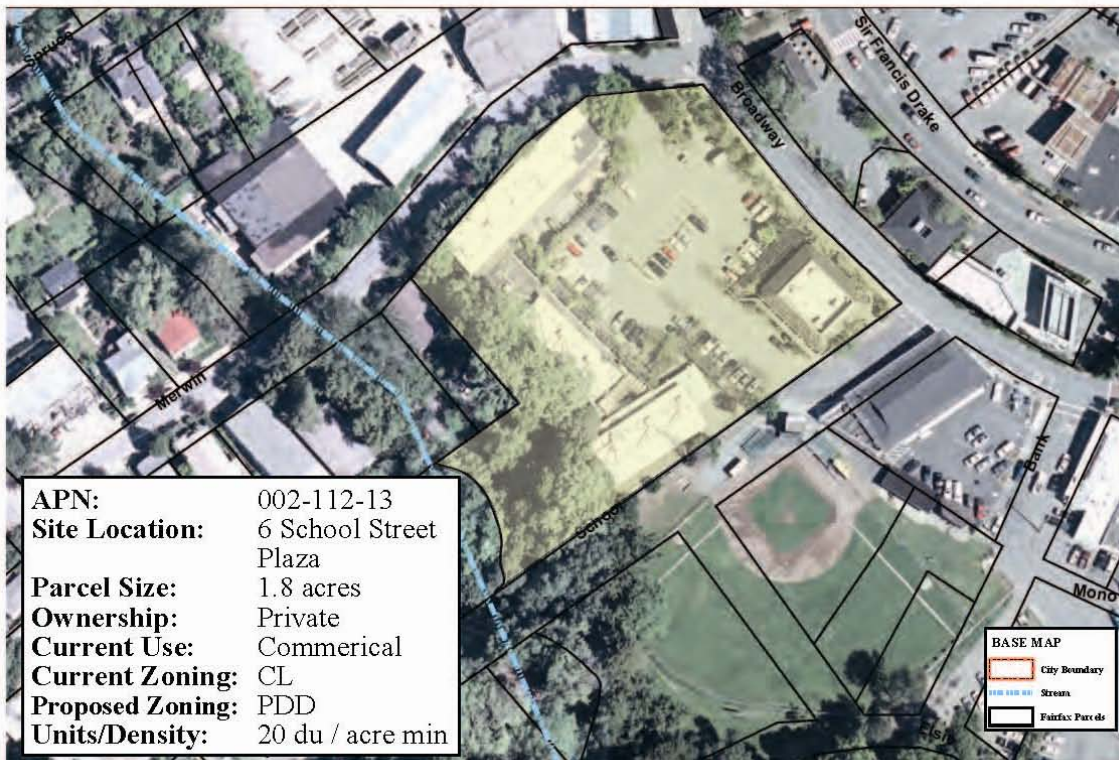 Spruce
Sir Francis Drake
Broadway
Merwin
School
Bank
Mono
Elsie
APN: 002-112-13
Site Location: 6 School Street
Plaza
Parcel Size: 1.8 acres
Ownership: Private
Current Use: Commerical
Current Zoning: CL
Proposed Zoning: PDD
Units/Density: 20 du / acre min
BASE MAP
City Boundary
Stream
Fairfax Parcels